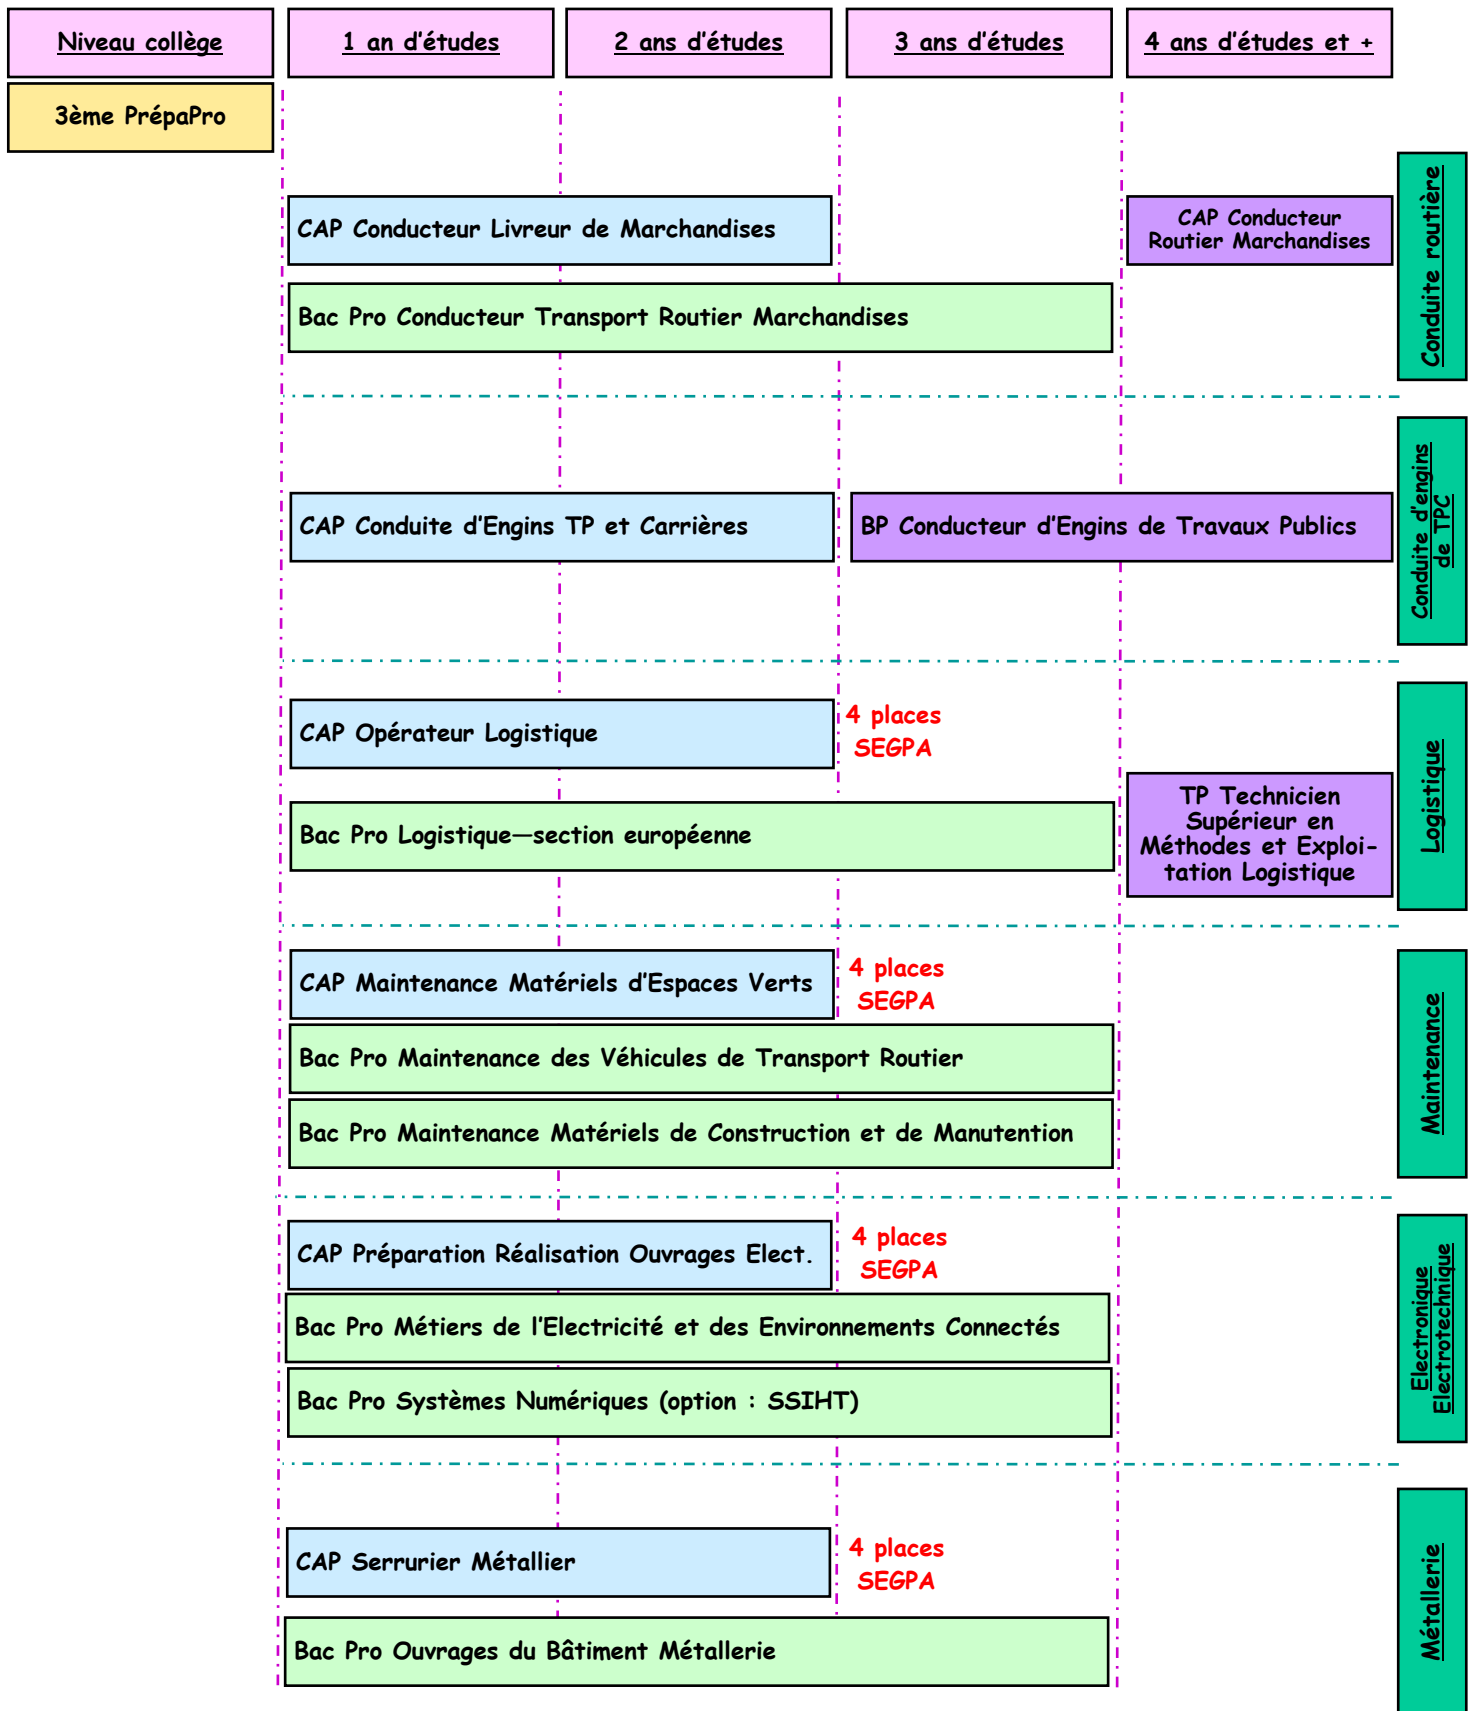 Niveau collège
1 an d’études
2 ans d’études
3 ans d’études
4 ans d’études et +
3ème PrépaPro
CAP Conducteur Livreur de Marchandises
CAP Conducteur
Routier Marchandises
Bac Pro Conducteur Transport Routier Marchandises
Conduite routière
CAP Conduite d’Engins TP et Carrières
BP Conducteur d’Engins de Travaux Publics
Conduite d’engins
de TPC
CAP Opérateur Logistique
4 places
SEGPA
Bac Pro Logistique—section européenne
TP Technicien
Supérieur en
Méthodes et Exploi-
tation Logistique
Logistique
CAP Maintenance Matériels d’Espaces Verts
4 places
SEGPA
Bac Pro Maintenance des Véhicules de Transport Routier
Bac Pro Maintenance Matériels de Construction et de Manutention
Maintenance
CAP Préparation Réalisation Ouvrages Elect.
4 places
SEGPA
Bac Pro Métiers de l’Electricité et des Environnements Connectés
Bac Pro Systèmes Numériques (option : SSIHT)
Electronique
Electrotechnique
CAP Serrurier Métallier
4 places
SEGPA
Bac Pro Ouvrages du Bâtiment Métallerie
Métallerie